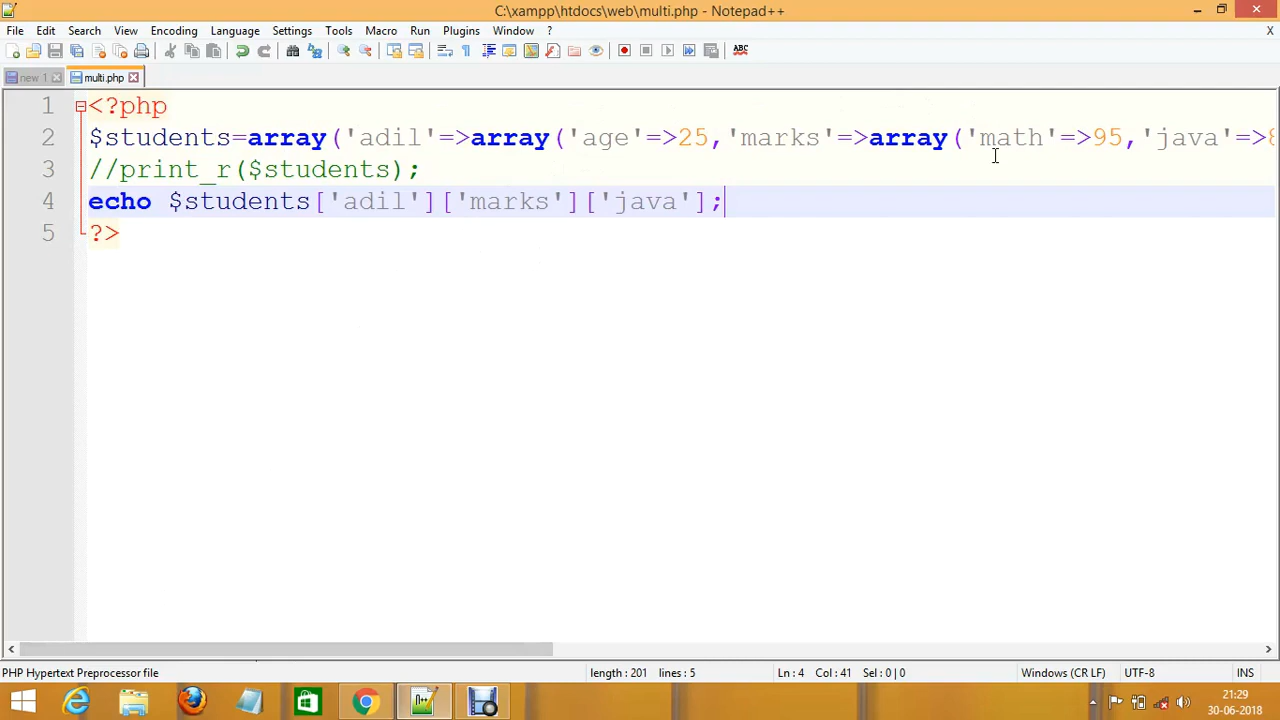 C:\xampp\htdocs\web\multi.php - Notepad++
File Edit Search View Encoding Language Settings Tools Macro Run Plugins Window ? X
ABC
new 1 multi.php
1 <?php
2 $students=array('adil'=>array('age'=>25,'marks'=>array('math'=>95,'java'=>8
3 //print_r($students);
4 echo $students['adil']['marks']['java'];
5 ?>
PHP Hypertext Preprocessor file length : 201 lines : 5 Ln : 4 Col : 41 Sel : 0 | 0 Windows (CR LF) UTF-8 INS
21:29
30-06-2018